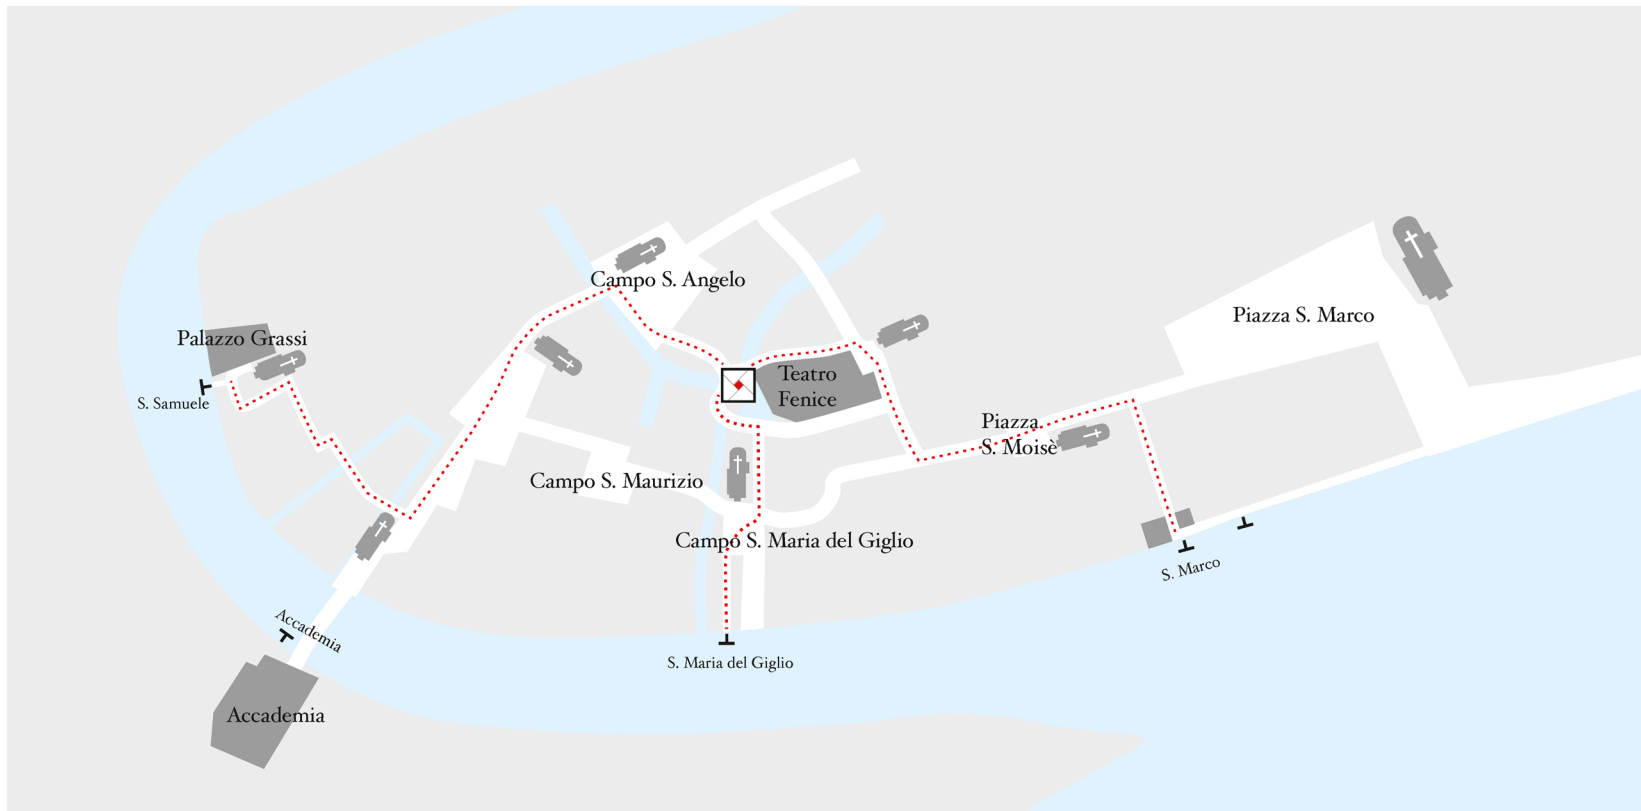 Campo S. Angelo
Piazza S. Marco
Palazzo Grassi
Teatro
Fenice
S. Samuele
Piazza
S. Moisè
Campo S. Maurizio
Campo S. Maria del Giglio
S. Marco
Accademia
S. Maria del Giglio
Accademia